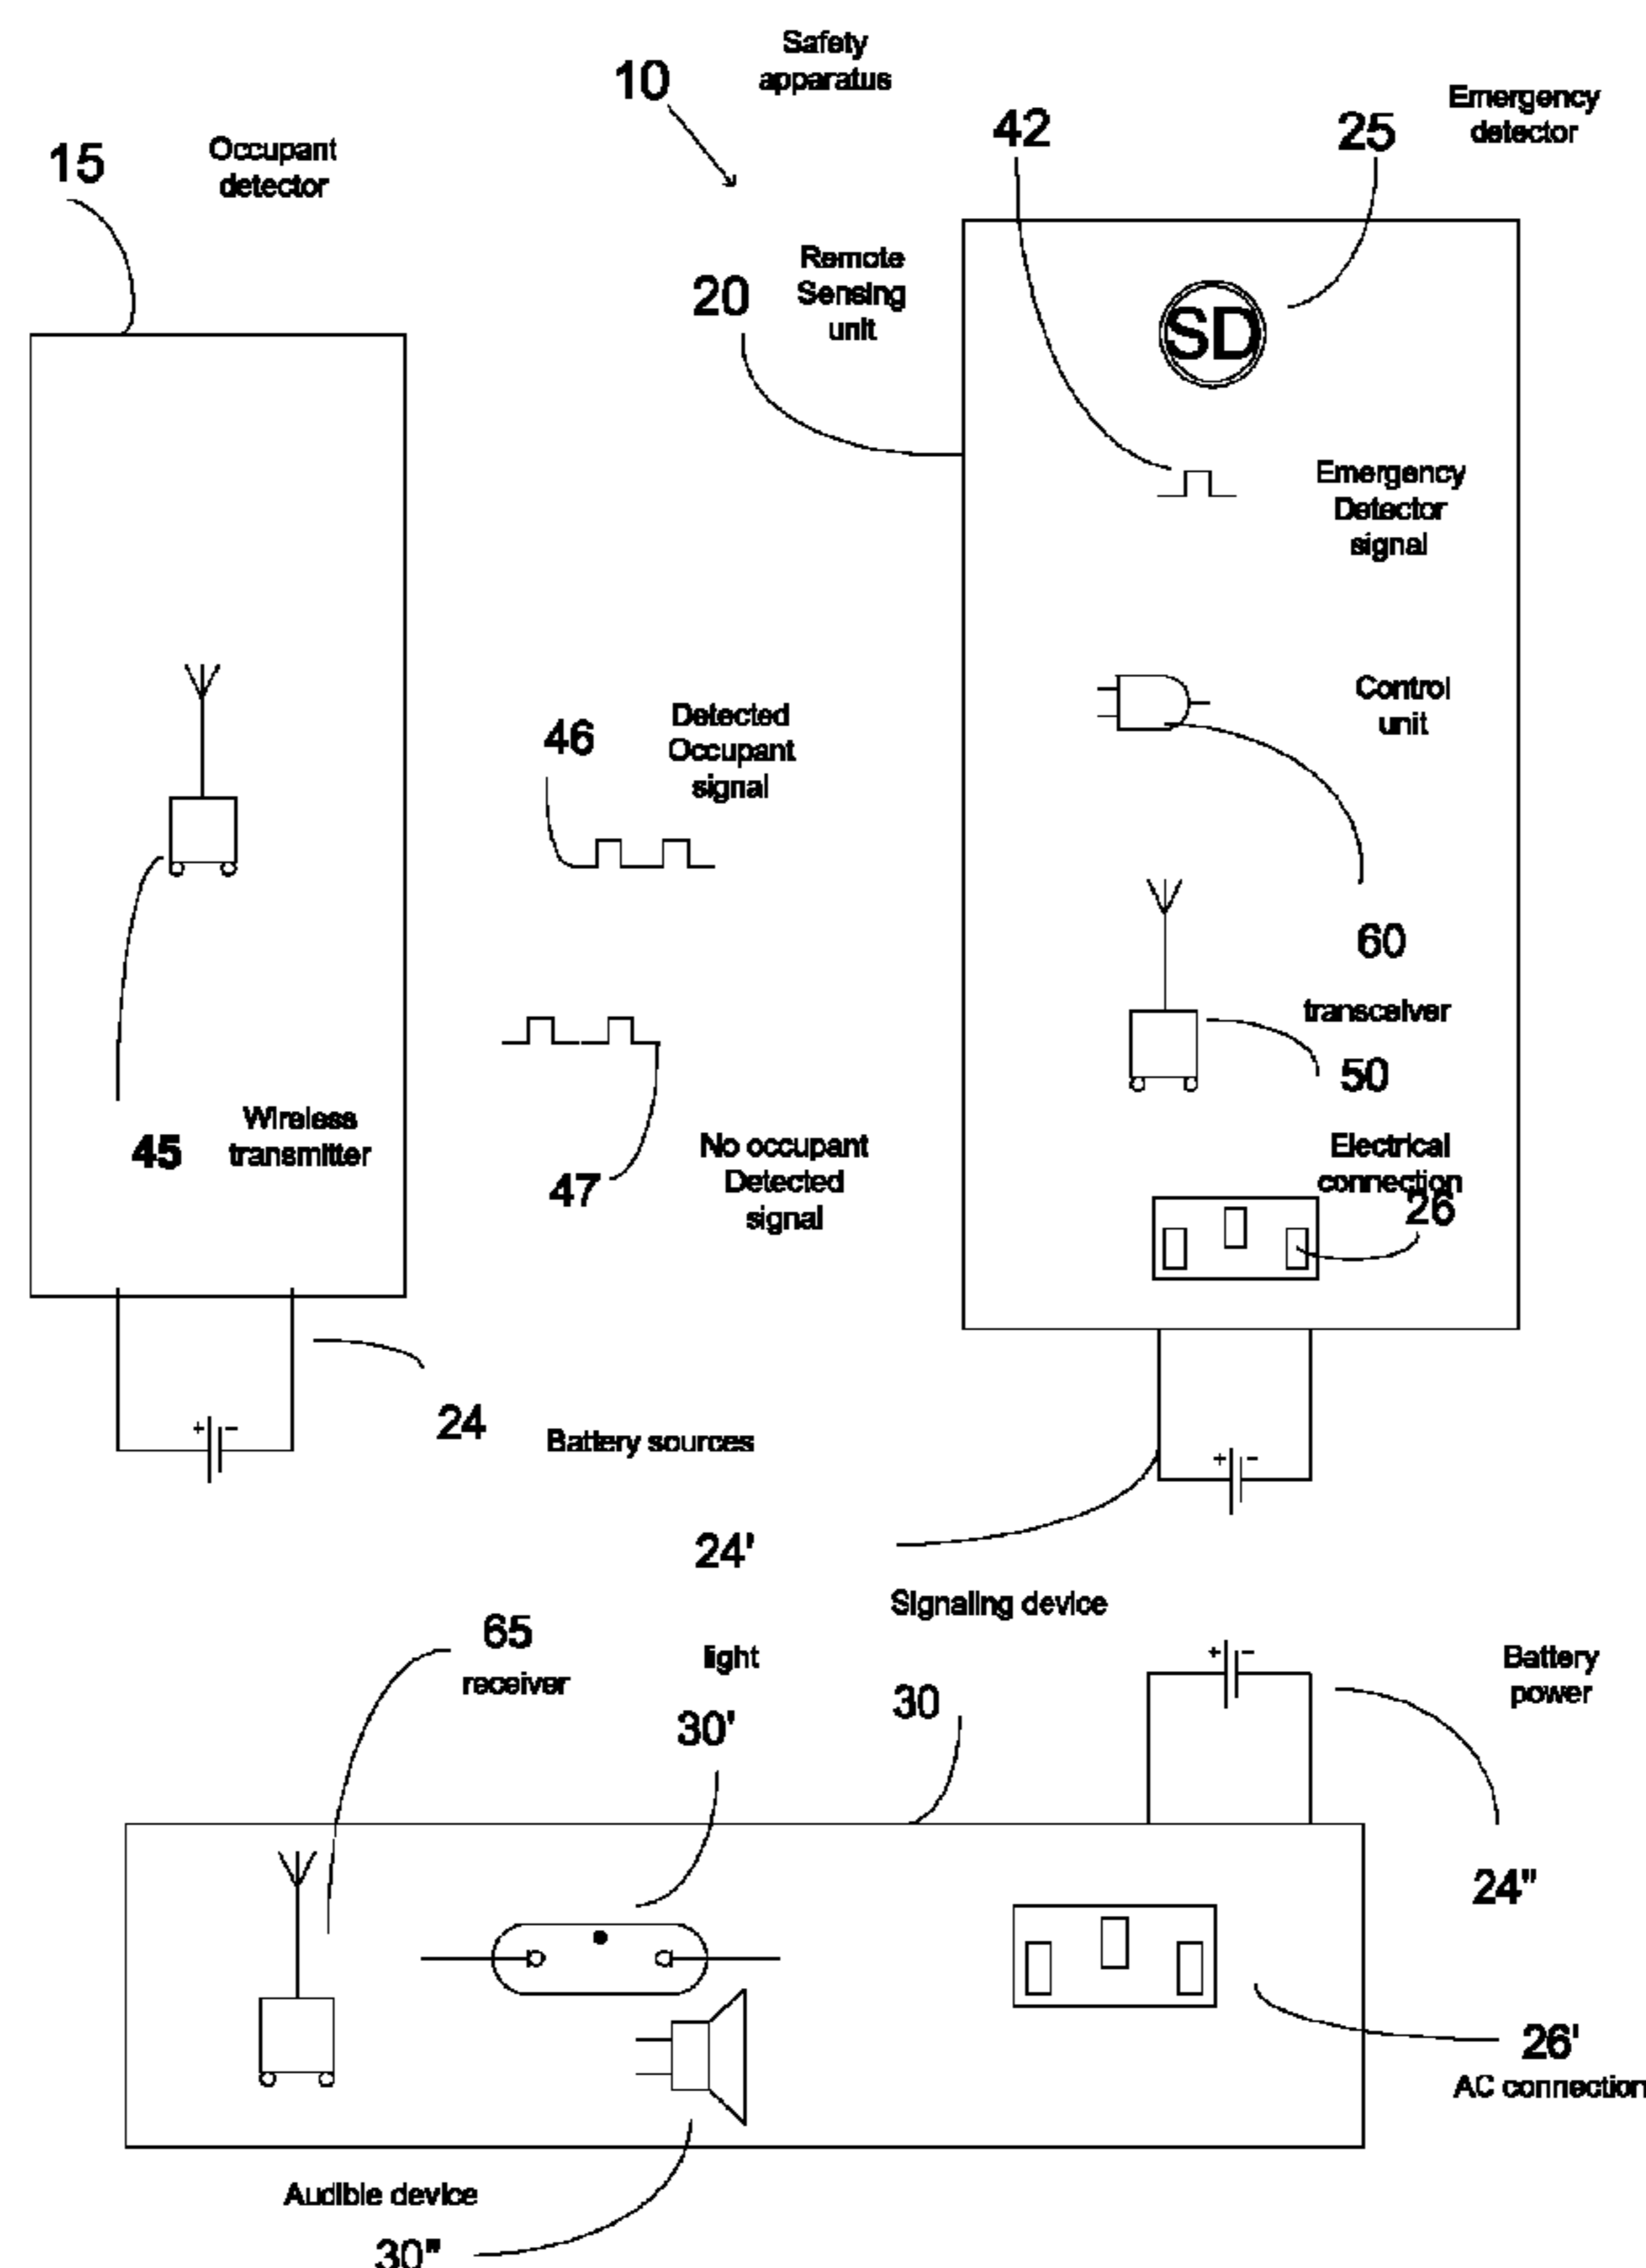 10
Safety
apparatus
15
Occupant
detector
42
25
Emergency
detector
20
Remote
Sensing
unit
SD
Emergency
Detector
signal
46
Detected
Occupant
signal
Control
unit
60
transceiver
50
45
Wireless
transmitter
47
No occupant
Detected
signal
Electrical
connection
26
+ -
24
Battery sources
+ -
24'
Signaling device
65
receiver
light
30'
30
+ -
Battery
power
24"
26'
AC connection
Audible device
30"